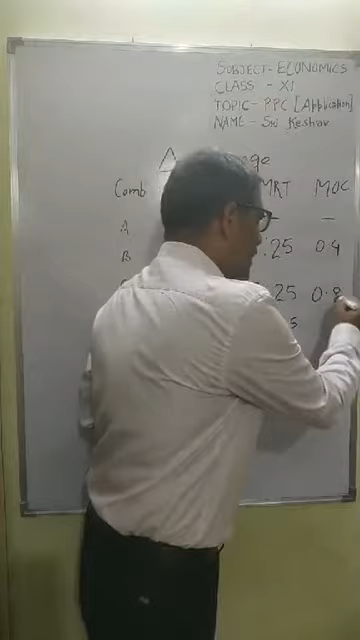 SUBJECT - ECONOMICS
CLASS - XI
TOPIC - PPC [Application]
NAME - Sri Keshav
Comb MRT MOC
A — —
B .25 0.4
25 0.8